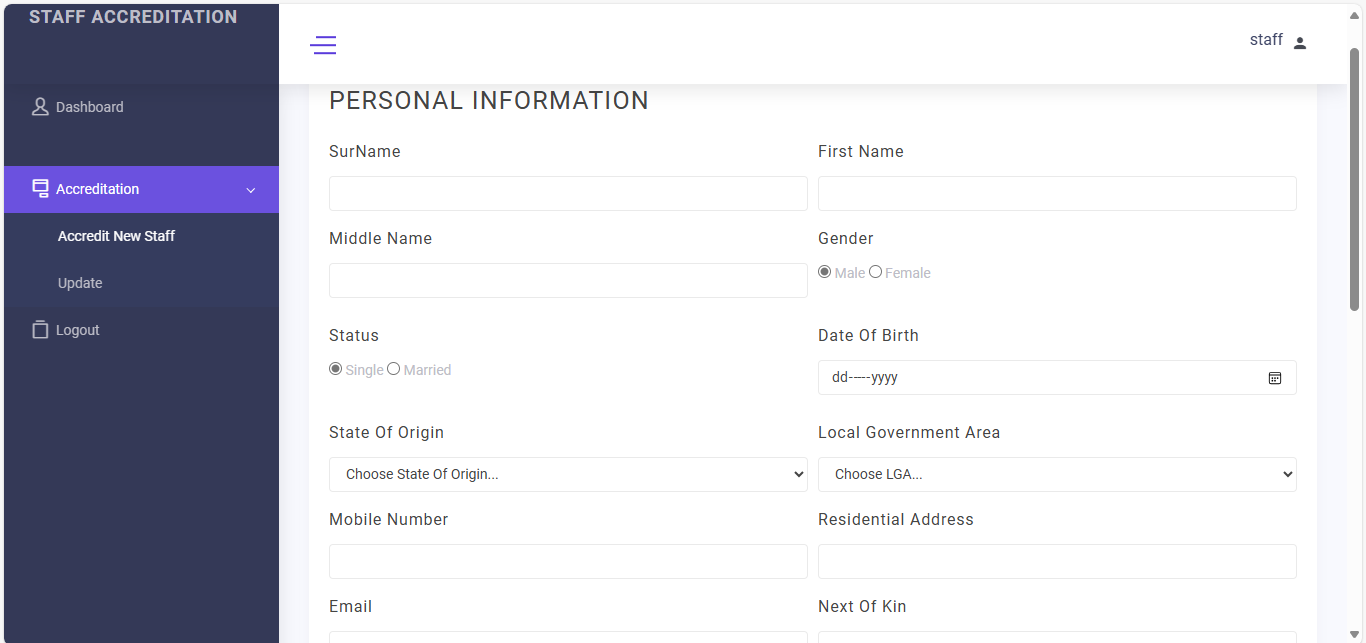 STAFF ACCREDITATION
staff
Dashboard
Accreditation
Accredit New Staff
Update
Logout
PERSONAL INFORMATION
SurName
First Name
Middle Name
Gender
Male Female
Status
Single Married
Date Of Birth
dd-----yyyy
State Of Origin
Choose State Of Origin...
Local Government Area
Choose LGA...
Mobile Number
Residential Address
Email
Next Of Kin